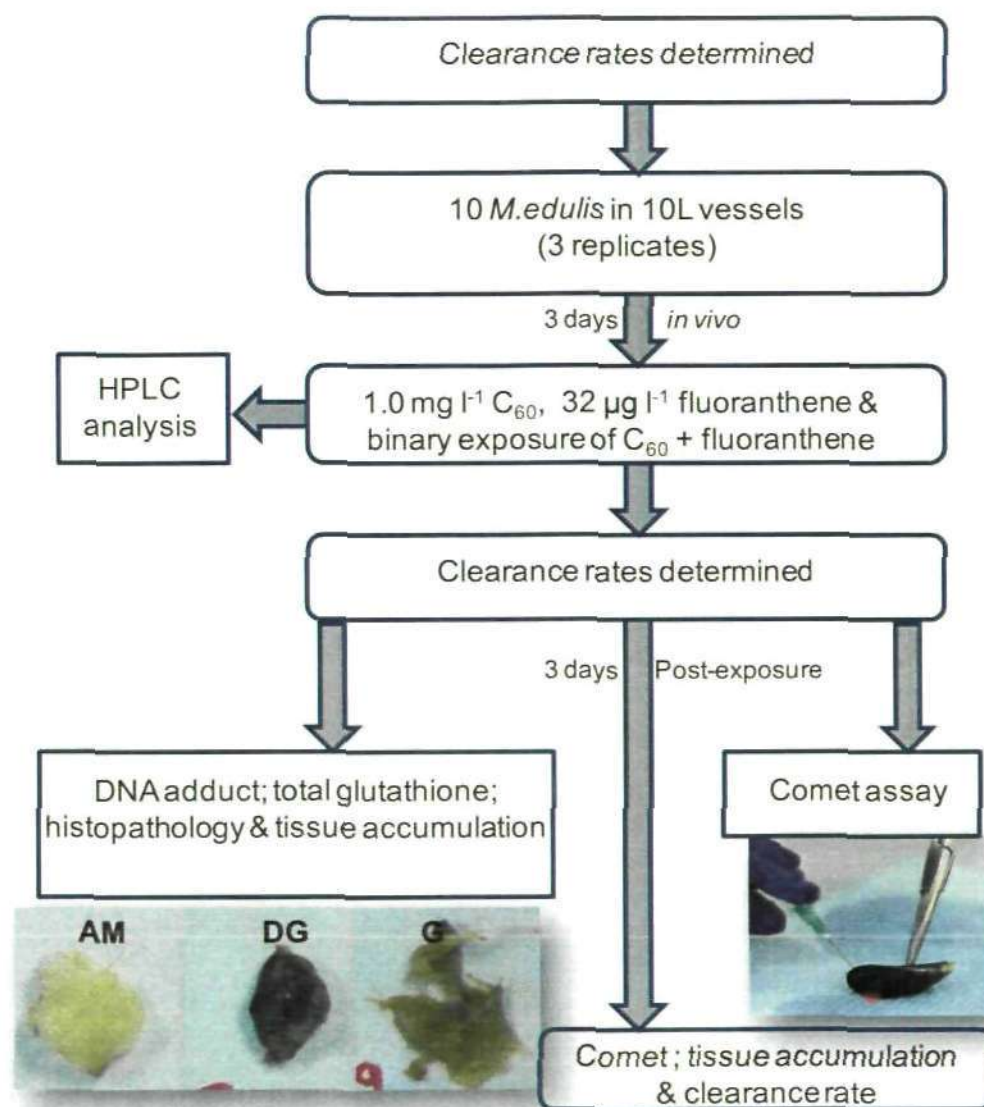 Clearance rates determined
10 M.edulis in 10L vessels
(3 replicates)
3 days in vivo
HPLC
analysis
1.0 mg l⁻¹ C₆₀, 32 µg l⁻¹ fluoranthene &
binary exposure of C₆₀ + fluoranthene
Clearance rates determined
3 days Post-exposure
DNA adduct; total glutathione;
histopathology & tissue accumulation
Comet assay
AM DG G
Comet ; tissue accumulation
& clearance rate